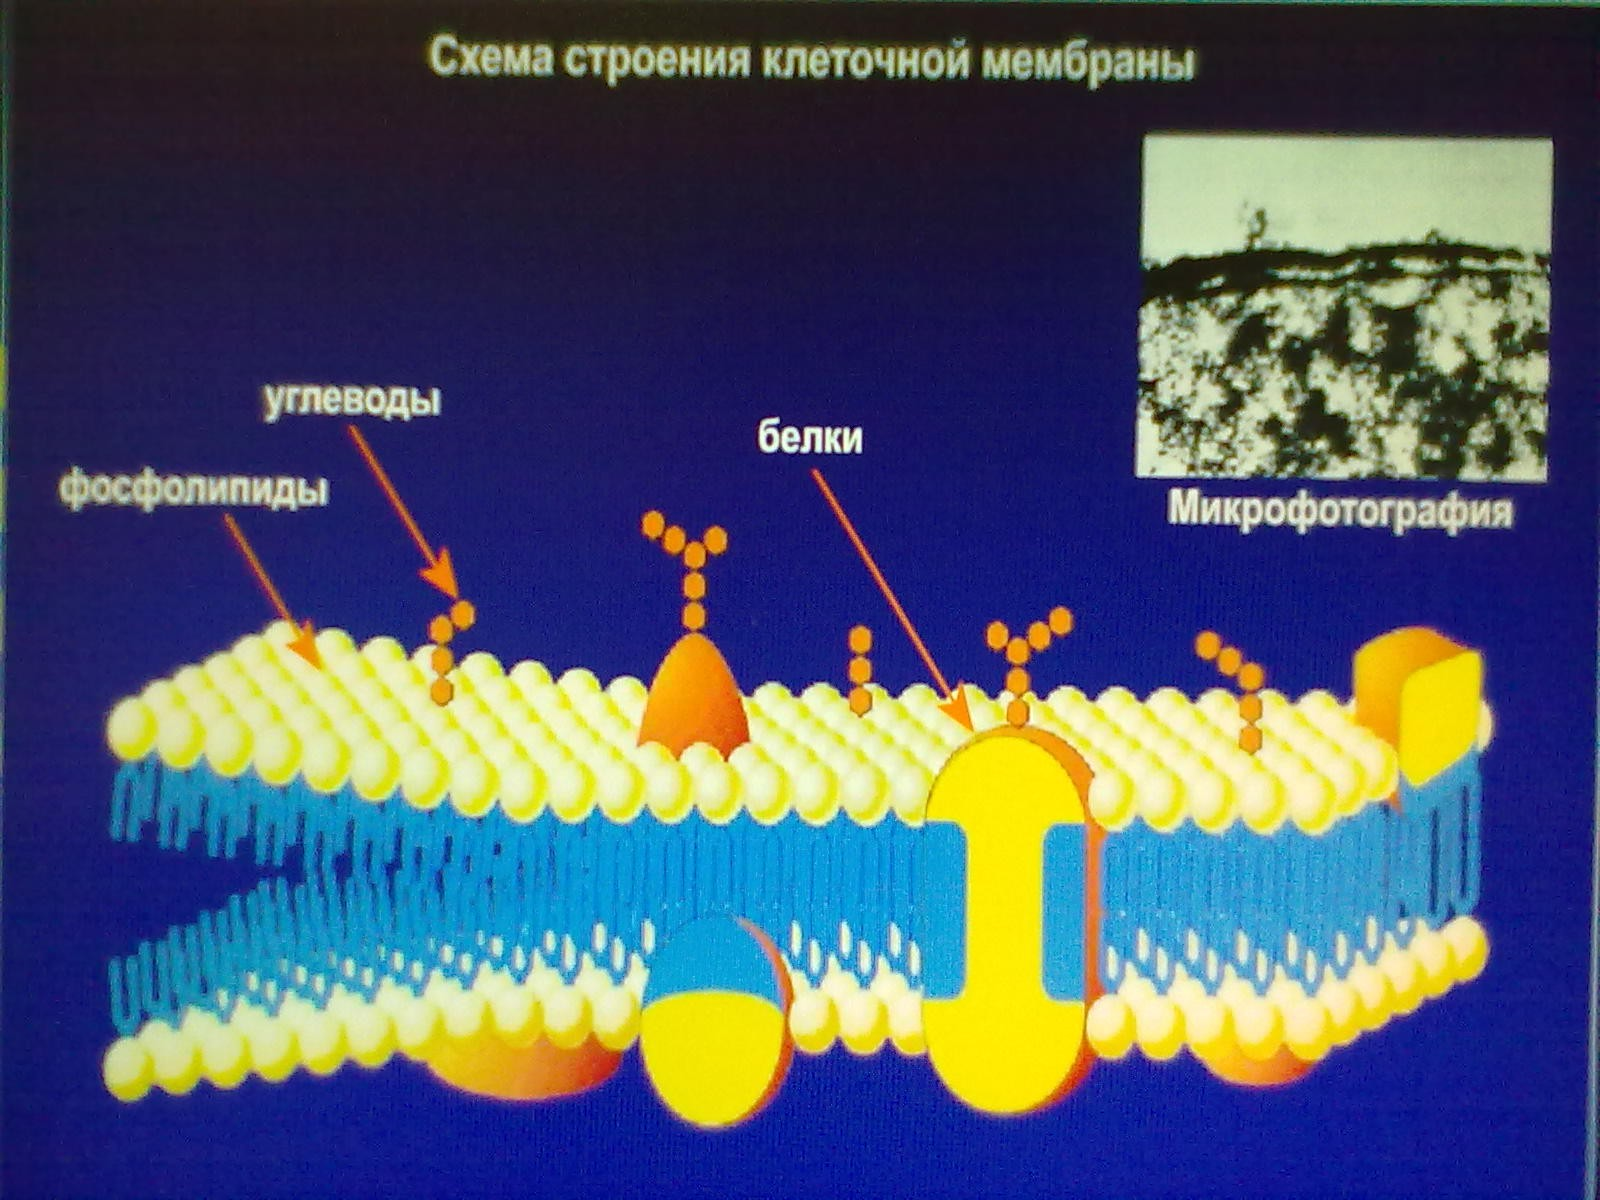 Схема строения клеточной мембраны
углеводы
белки
фосфолипиды
Микрофотография